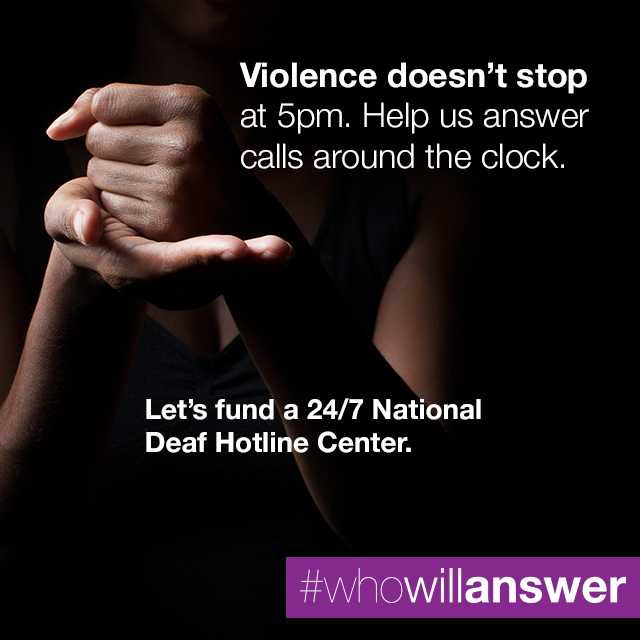 Violence doesn't stop
at 5pm. Help us answer
calls around the clock.
Let's fund a 24/7 National
Deaf Hotline Center.
#whowillanswer